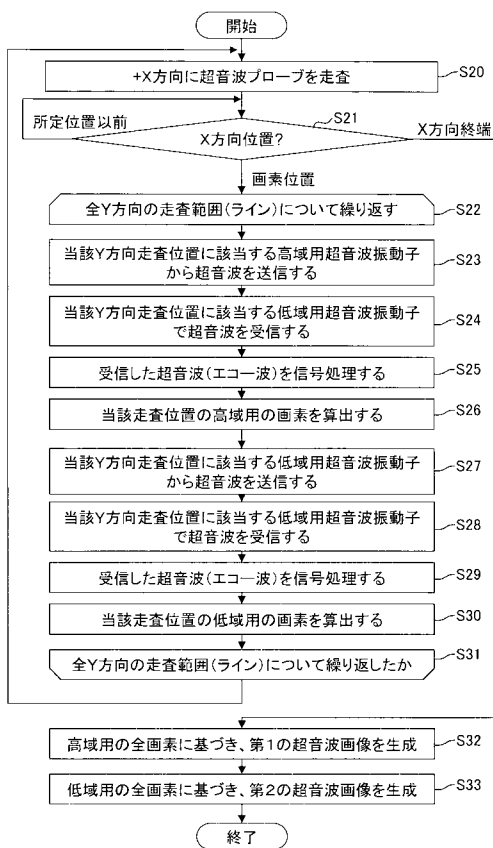 開始
+X方向に超音波プローブを走査
S20
所定位置以前
X方向位置?
S21
X方向終端
画素位置
全Y方向の走査範囲(ライン)について繰り返す
S22
当該Y方向走査位置に該当する高域用超音波振動子
から超音波を送信する
S23
当該Y方向走査位置に該当する低域用超音波振動子
で超音波を受信する
S24
受信した超音波(エコー波)を信号処理する
S25
当該走査位置の高域用の画素を算出する
S26
当該Y方向走査位置に該当する低域用超音波振動子
から超音波を送信する
S27
当該Y方向走査位置に該当する低域用超音波振動子
で超音波を受信する
S28
受信した超音波(エコー波)を信号処理する
S29
当該走査位置の低域用の画素を算出する
S30
全Y方向の走査範囲(ライン)について繰り返したか
S31
高域用の全画素に基づき、第1の超音波画像を生成
S32
低域用の全画素に基づき、第2の超音波画像を生成
S33
終了